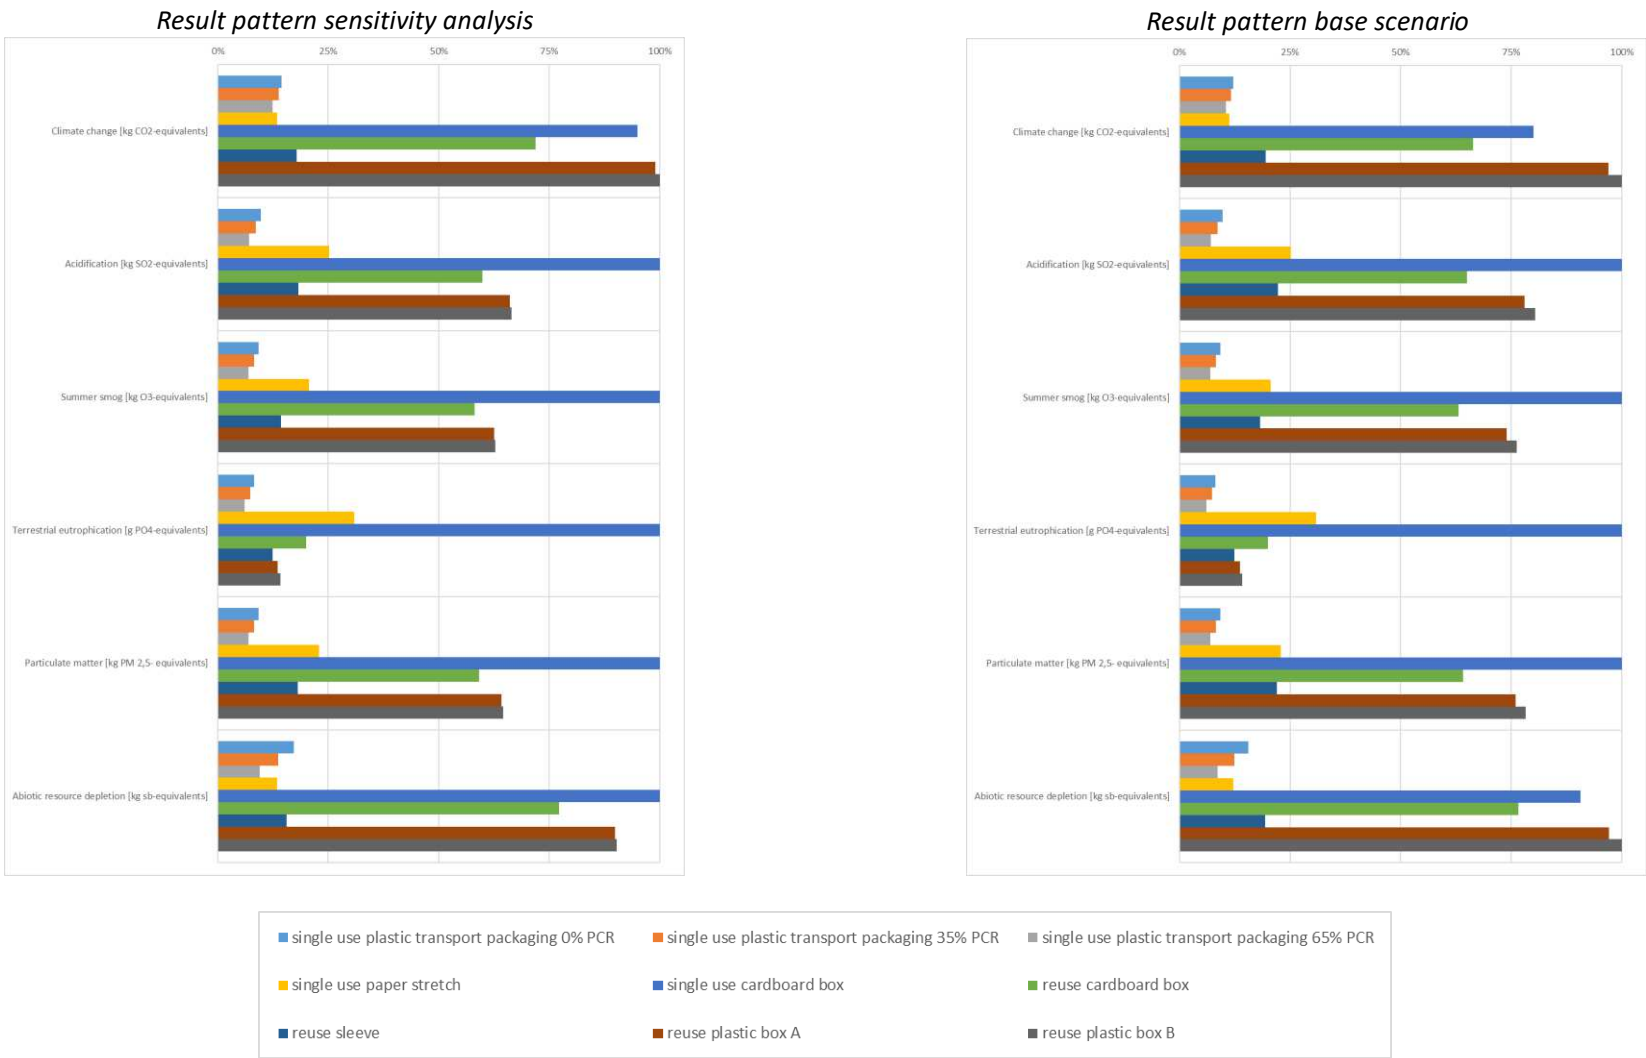 Result pattern sensitivity analysis
0% 25% 50% 75% 100%
Climate change [kg CO2-equivalents]
Acidification [kg SO2-equivalents]
Summer smog [kg O3-equivalents]
Terrestrial eutrophication [g PO4-equivalents]
Particulate matter [kg PM 2,5- equivalents]
Abiotic resource depletion [kg sb-equivalents]
Result pattern base scenario
0% 25% 50% 75% 100%
Climate change [kg CO2-equivalents]
Acidification [kg SO2-equivalents]
Summer smog [kg O3-equivalents]
Terrestrial eutrophication [g PO4-equivalents]
Particulate matter [kg PM 2,5- equivalents]
Abiotic resource depletion [kg sb-equivalents]
single use plastic transport packaging 0% PCR single use plastic transport packaging 35% PCR single use plastic transport packaging 65% PCR
single use paper stretch single use cardboard box reuse cardboard box
reuse sleeve reuse plastic box A reuse plastic box B